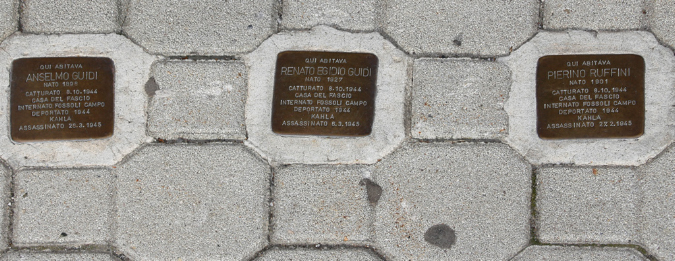 QUI ABITAVA
ANSELMO GUIDI
NATO 1891
CATTURATO 8.10.1944
CASA DEL FASCIO
INTERNATO FOSSOLI CAMPO
DEPORTATO 1944
KAHLA
ASSASSINATO 25.3.1945
QUI ABITAVA
RENATO EGIDIO GUIDI
NATO 1927
CATTURATO 8.10.1944
CASA DEL FASCIO
INTERNATO FOSSOLI CAMPO
DEPORTATO 1944
KAHLA
ASSASSINATO 8.3.1945
QUI ABITAVA
PIERINO RUFFINI
NATO 1901
CATTURATO 8.10.1944
CASA DEL FASCIO
INTERNATO FOSSOLI CAMPO
DEPORTATO 1944
KAHLA
ASSASSINATO 22.2.1945